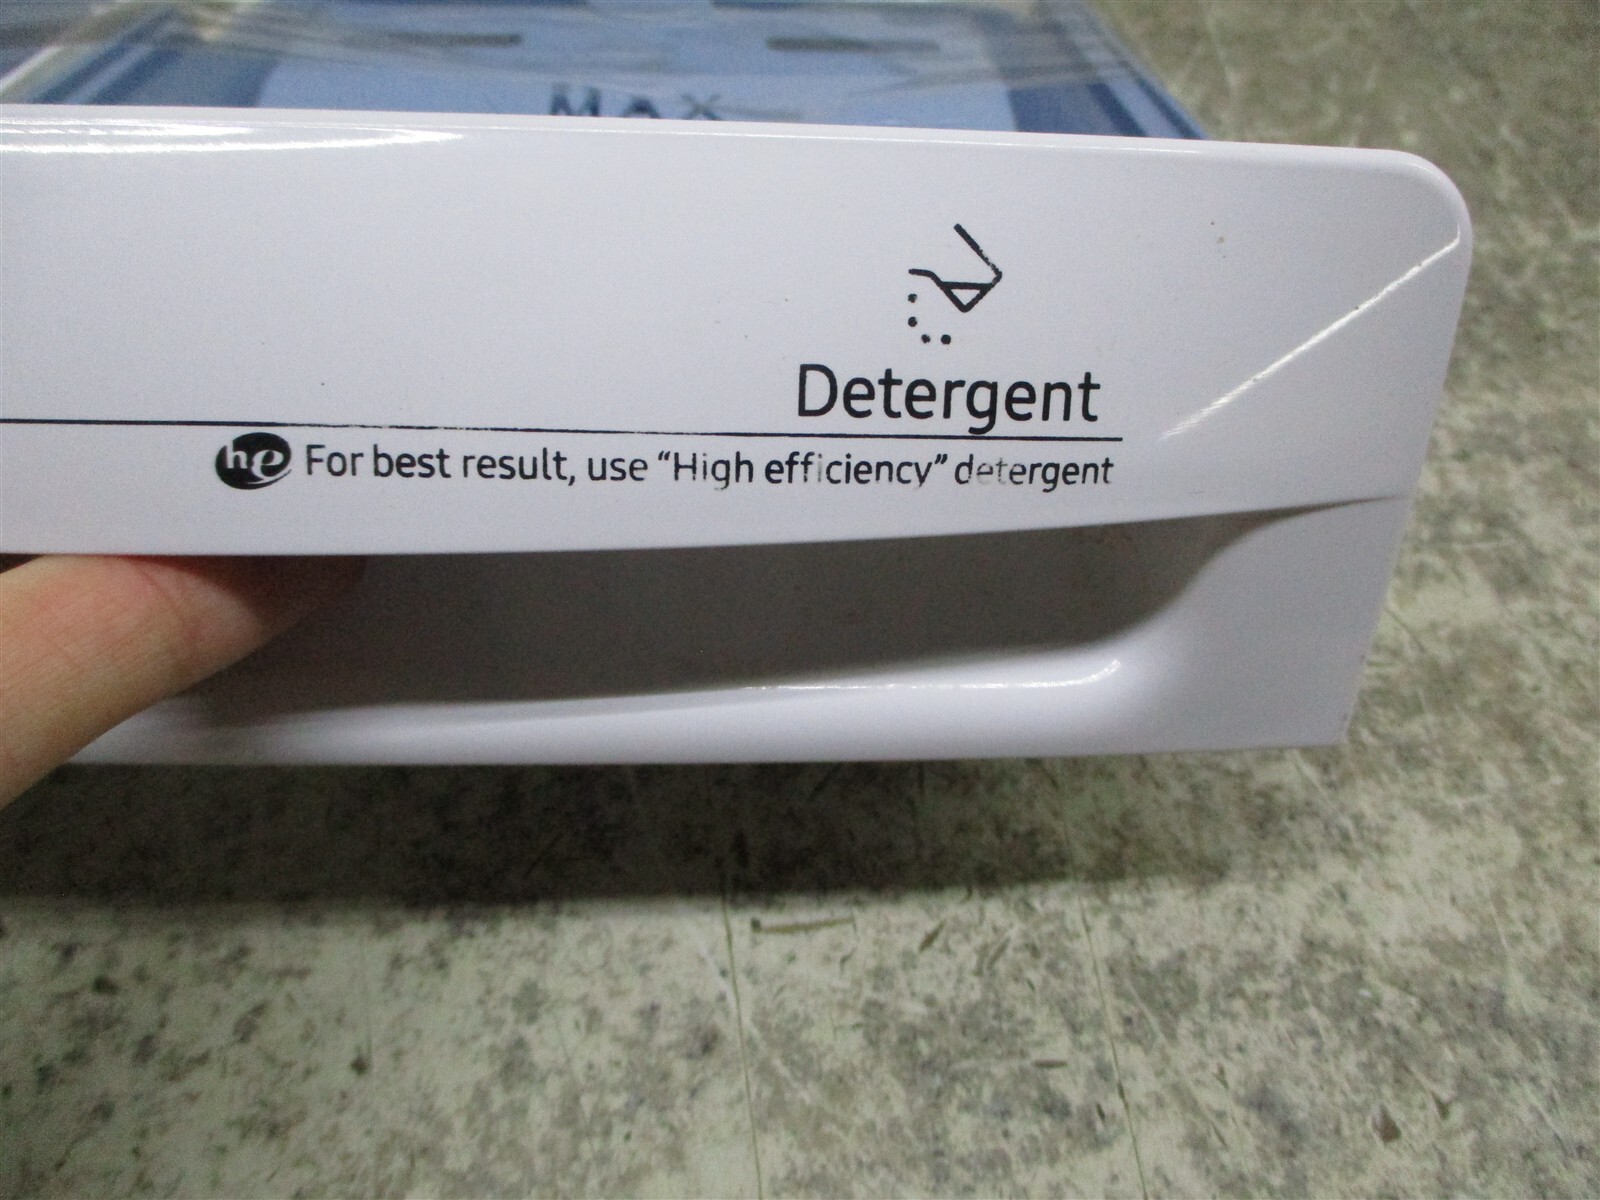 MAX
Detergent
he For best result, use “High efficiency” detergent